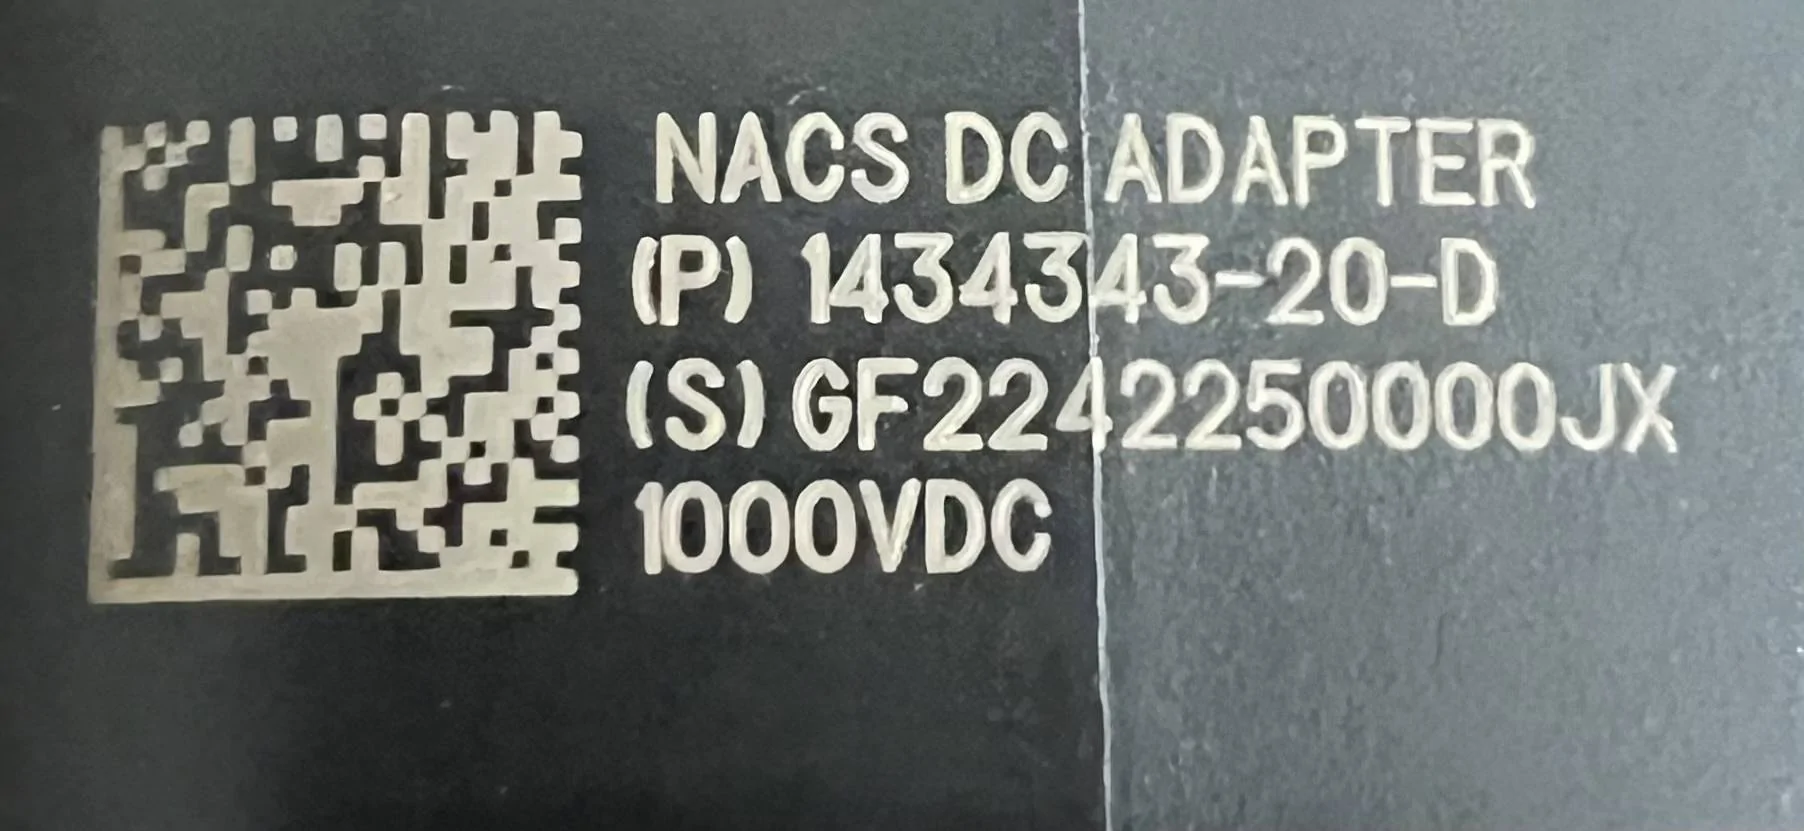 NACS DC ADAPTER
(P) 1434343-20-D
(S) GF2242250000JX
1000VDC